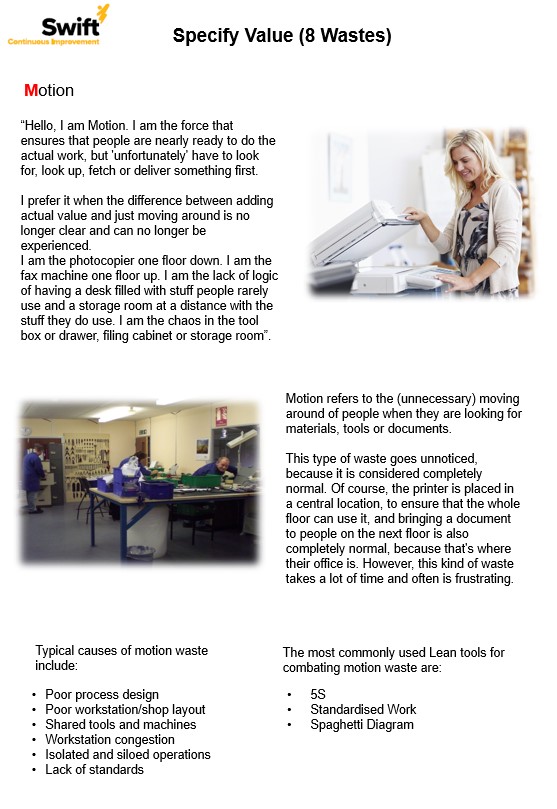 Swift
Continuous Improvement
Specify Value (8 Wastes)
Motion
“Hello, I am Motion. I am the force that
ensures that people are nearly ready to do the
actual work, but 'unfortunately' have to look
for, look up, fetch or deliver something first.
I prefer it when the difference between adding
actual value and just moving around is no
longer clear and can no longer be
experienced.
I am the photocopier one floor down. I am the
fax machine one floor up. I am the lack of logic
of having a desk filled with stuff people rarely
use and a storage room at a distance with the
stuff they do use. I am the chaos in the tool
box or drawer, filing cabinet or storage room”.
Motion refers to the (unnecessary) moving
around of people when they are looking for
materials, tools or documents.
This type of waste goes unnoticed,
because it is considered completely
normal. Of course, the printer is placed in
a central location, to ensure that the whole
floor can use it, and bringing a document
to people on the next floor is also
completely normal, because that's where
their office is. However, this kind of waste
takes a lot of time and often is frustrating.
Typical causes of motion waste
include:
• Poor process design
• Poor workstation/shop layout
• Shared tools and machines
• Workstation congestion
• Isolated and siloed operations
• Lack of standards
The most commonly used Lean tools for
combating motion waste are:
• 5S
• Standardised Work
• Spaghetti Diagram